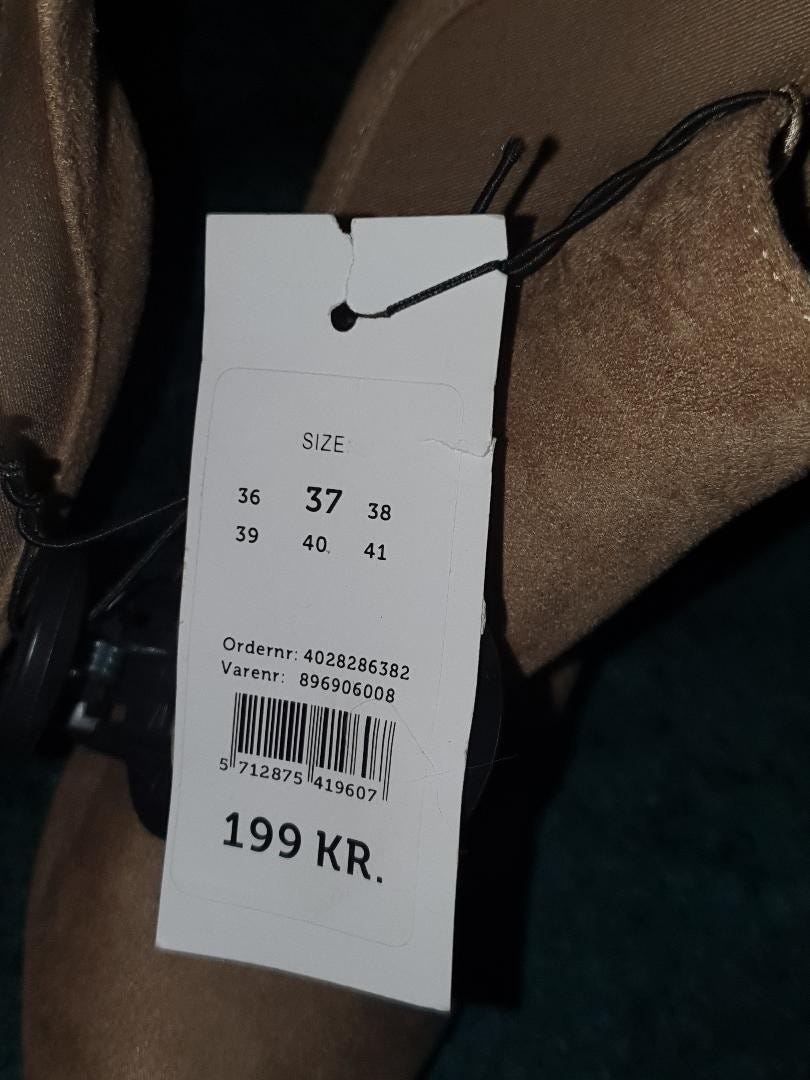 SIZE
36 37 38
39 40 41
Ordernr: 4028286382
Varenr: 896906008
5 712875 419607
199 KR.